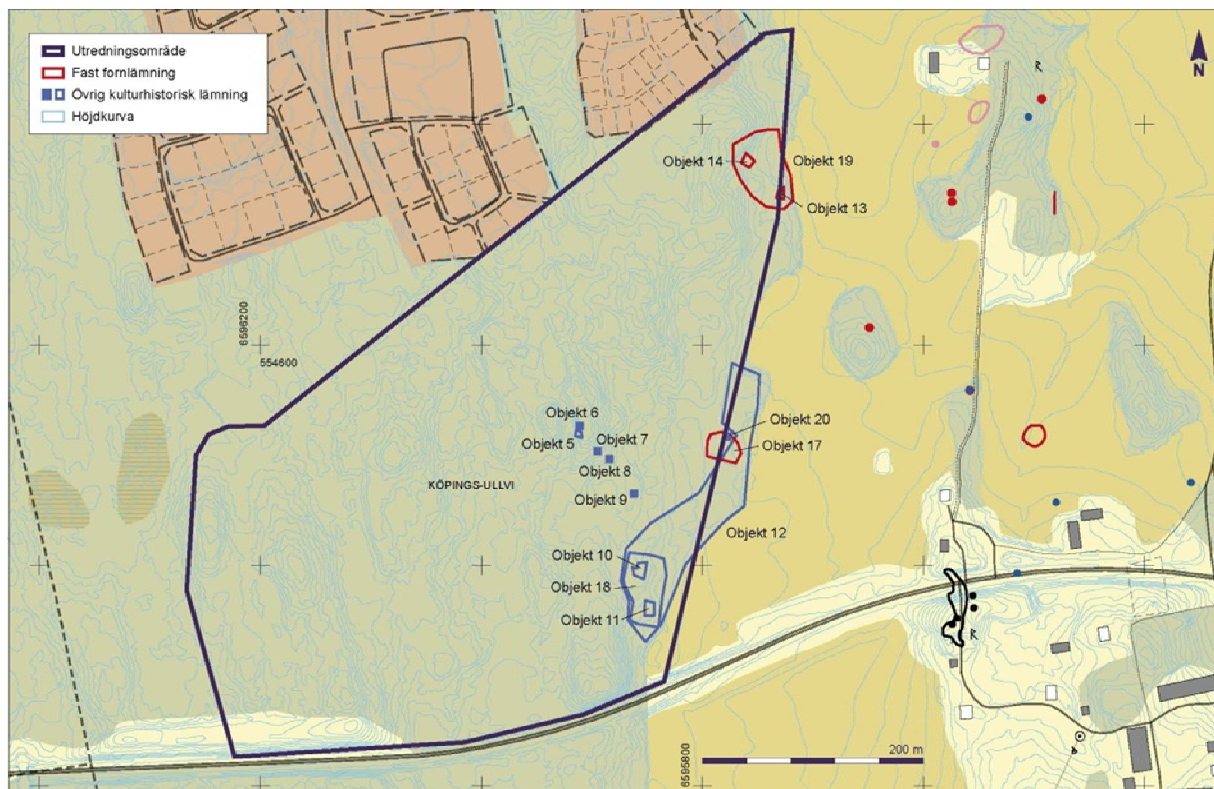 Utredningsområde
Fast fornlämning
Övrig kulturhistorisk lämning
Höjdkurva
N
R
Objekt 14
Objekt 19
Objekt 13
6596200
554600
Objekt 6
Objekt 5
Objekt 7
Objekt 8
Objekt 20
Objekt 17
KÖPINGS-ULLVI
Objekt 9
Objekt 12
Objekt 10
Objekt 18
Objekt 11
R
200 m
6595800